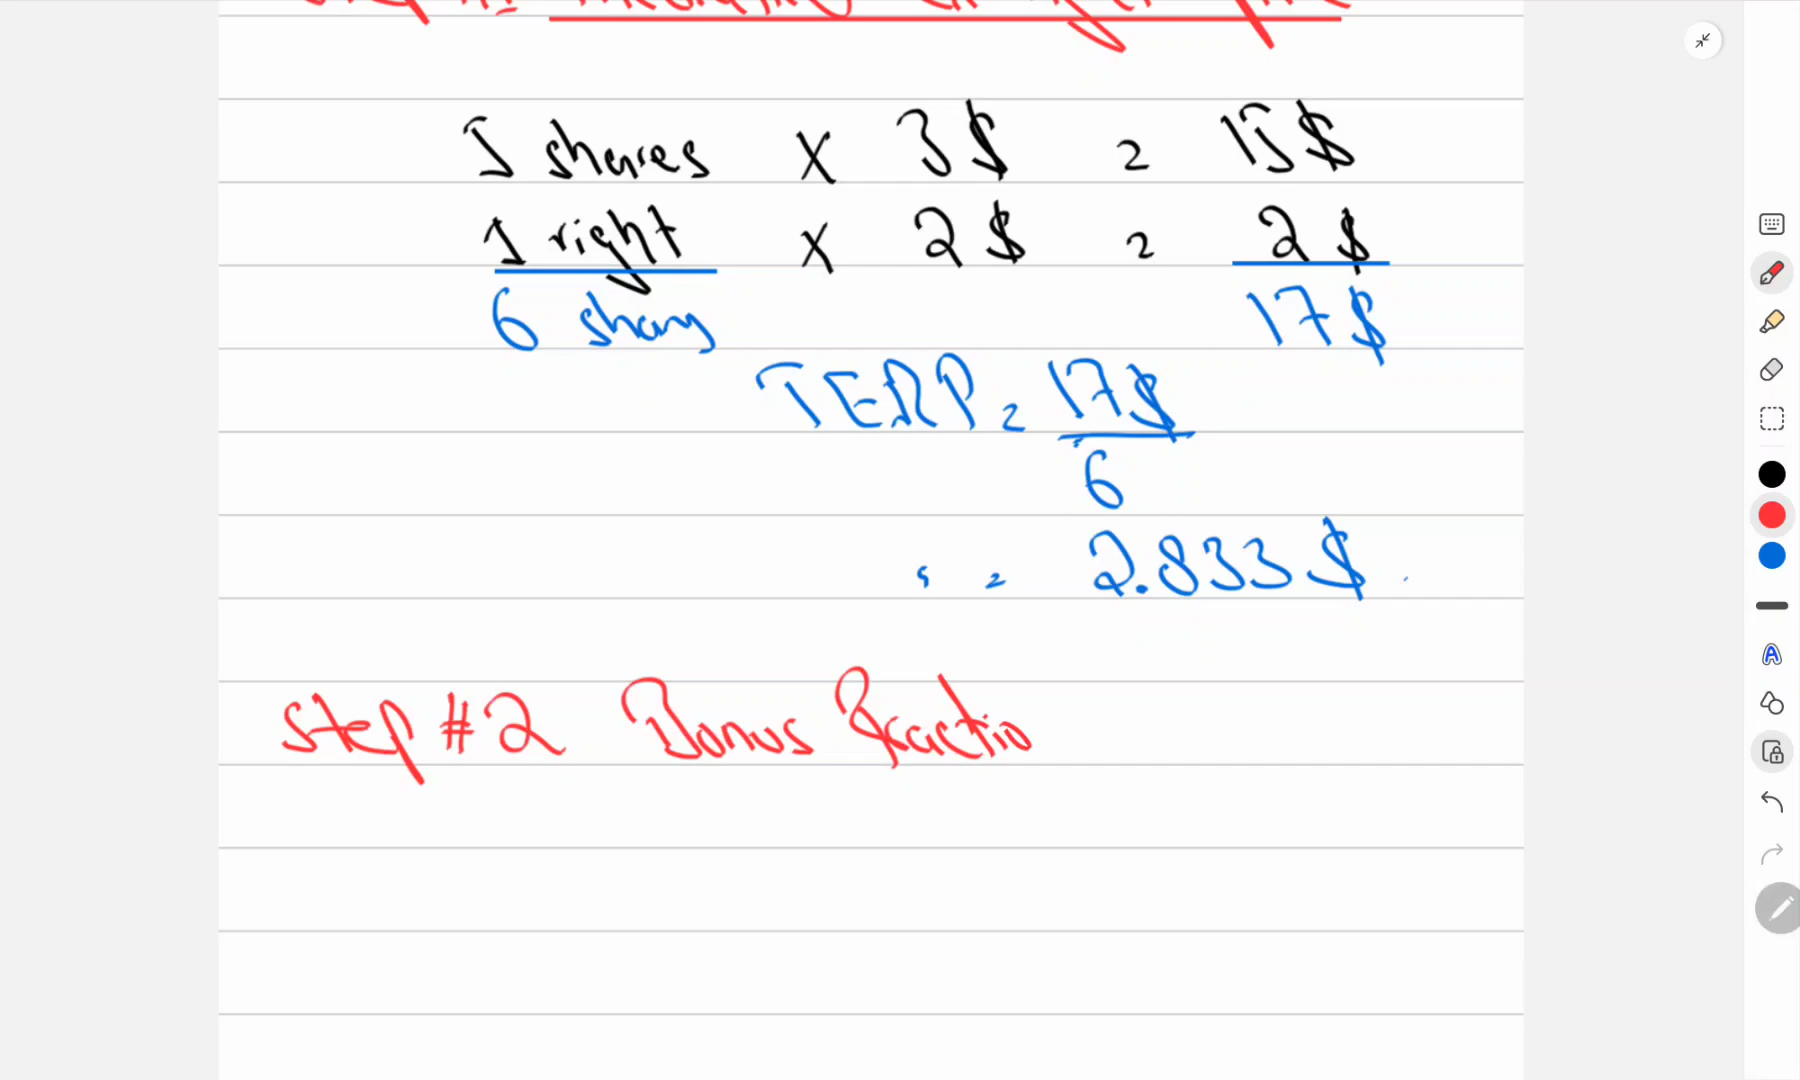 5 shares x 3$ = 15$
1 right x 2$ = 2$
6 shares 17$
TERP = 17$
6
= 2.833$
Step #2 Bonus Fractio